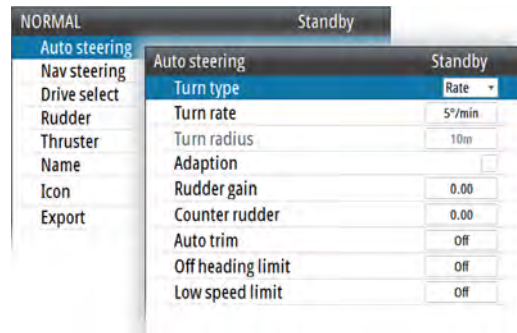 NORMAL Standby
Auto steering
Nav steering
Drive select
Rudder
Thruster
Name
Icon
Export
Auto steering Standby
Turn type Rate
Turn rate 5°/min
Turn radius 10m
Adaption
Rudder gain 0.00
Counter rudder 0.00
Auto trim Off
Off heading limit Off
Low speed limit Off